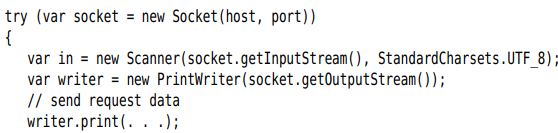 try (var socket = new Socket(host, port))
{
   var in = new Scanner(socket.getInputStream(), StandardCharsets.UTF_8);
   var writer = new PrintWriter(socket.getOutputStream());
   // send request data
   writer.print(. . .);